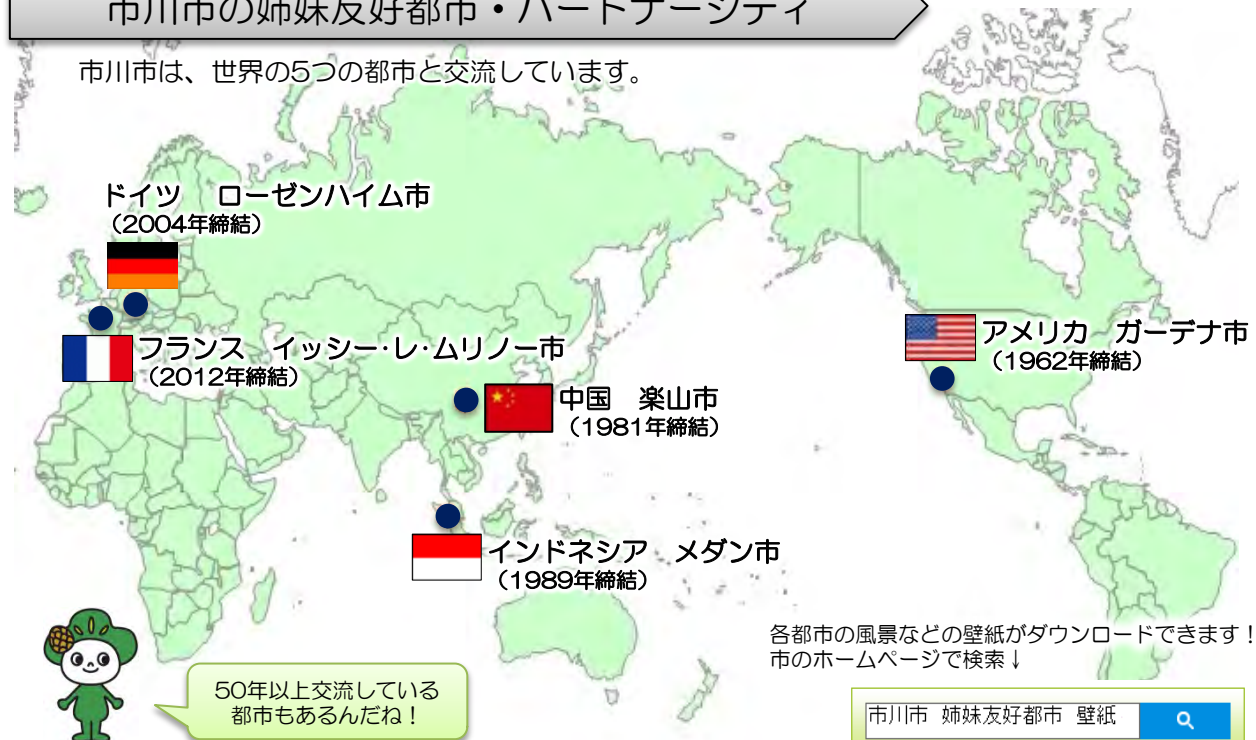 市川市の姉妹友好都市・パートナーシティ
市川市は、世界の5つの都市と交流しています。
ドイツ　ローゼンハイム市
（2004年締結）
フランス　イッシー・レ・ムリノー市
（2012年締結）
中国　楽山市
（1981年締結）
インドネシア　メダン市
（1989年締結）
アメリカ　ガーデナ市
（1962年締結）
各都市の風景などの壁紙がダウンロードできます！
市のホームページで検索↓
市川市 姉妹友好都市 壁紙
50年以上交流している
都市もあるんだね！